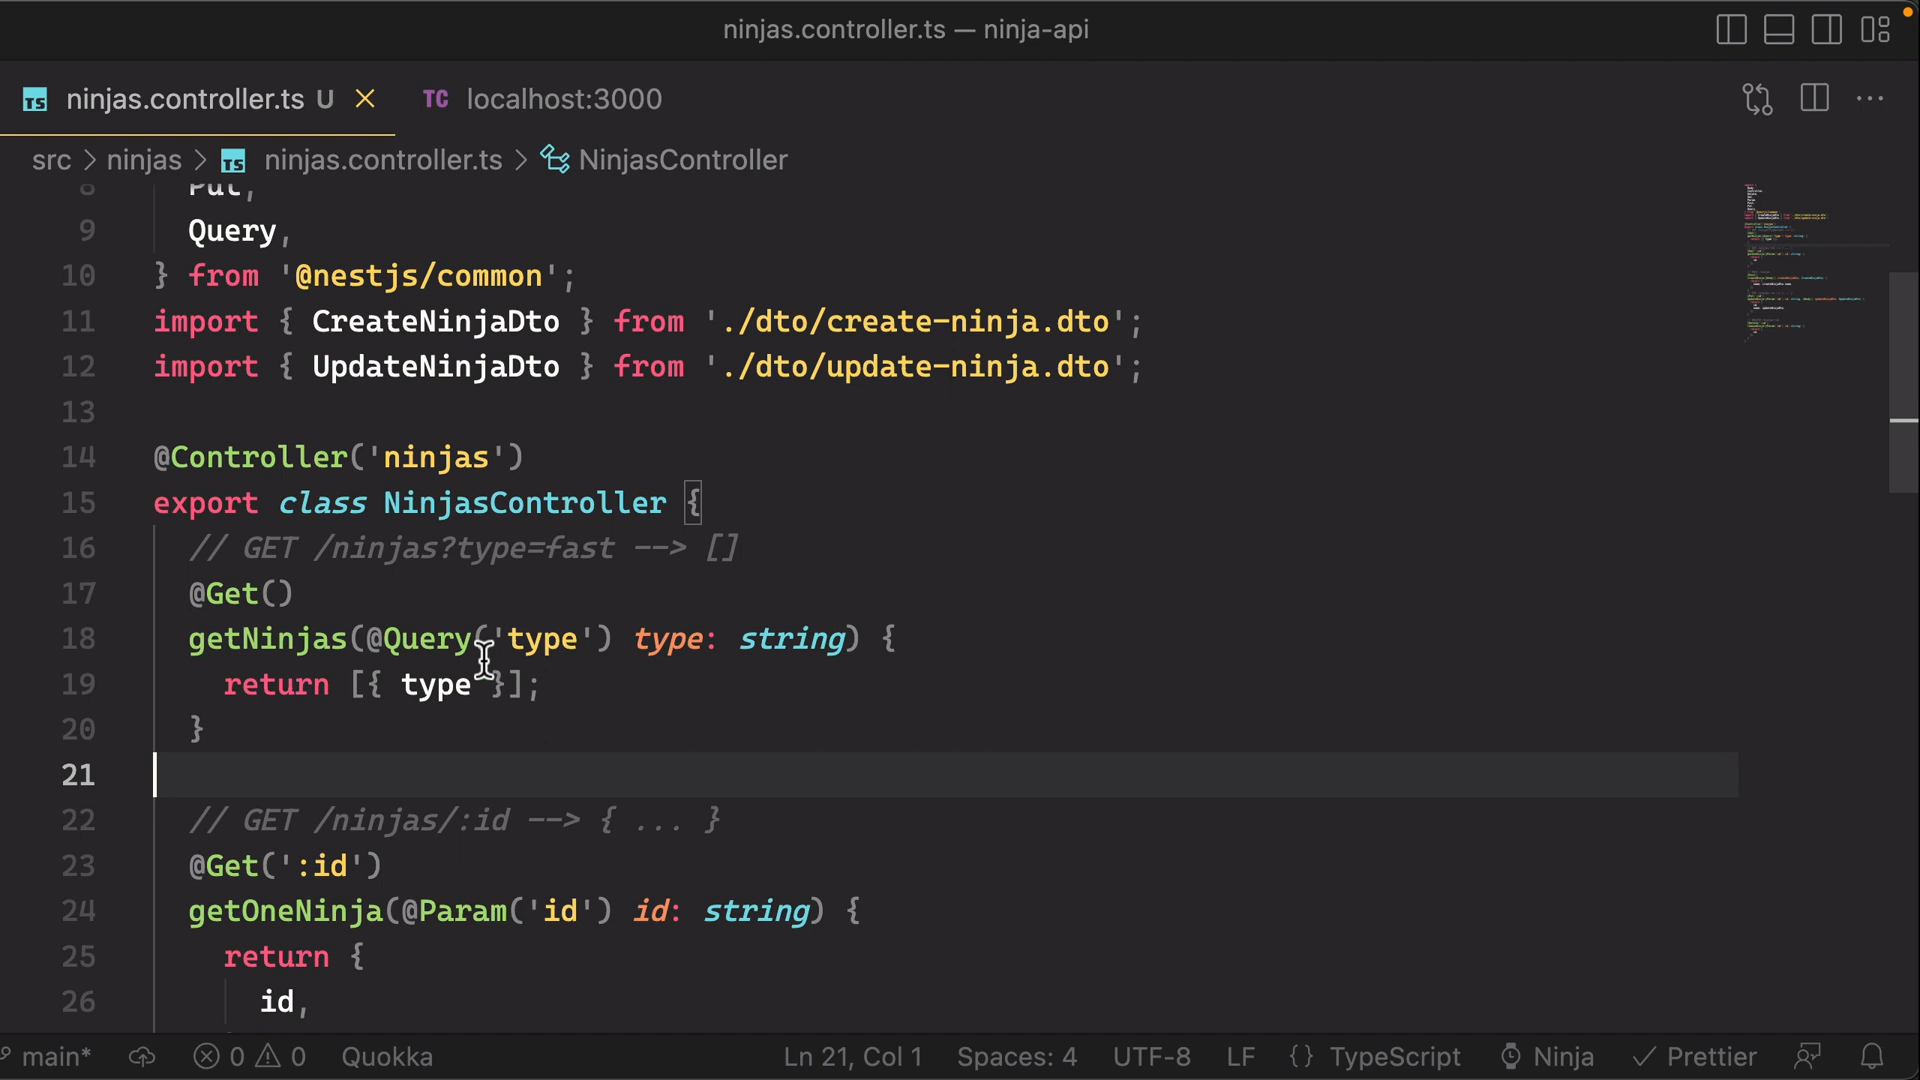 ninjas.controller.ts — ninja-api
TS ninjas.controller.ts U TC localhost:3000
src > ninjas > TS ninjas.controller.ts > NinjasController
8 Put,
9 Query,
10 } from '@nestjs/common';
11 import { CreateNinjaDto } from './dto/create-ninja.dto';
12 import { UpdateNinjaDto } from './dto/update-ninja.dto';
13
14 @Controller('ninjas')
15 export class NinjasController {
16 // GET /ninjas?type=fast --> []
17 @Get()
18 getNinjas(@Query('type') type: string) {
19 return [{ type }];
20 }
21
22 // GET /ninjas/:id --> { ... }
23 @Get(':id')
24 getOneNinja(@Param('id') id: string) {
25 return {
26 id,
main* 0 0 Quokka Ln 21, Col 1 Spaces: 4 UTF-8 LF {} TypeScript Ninja Prettier